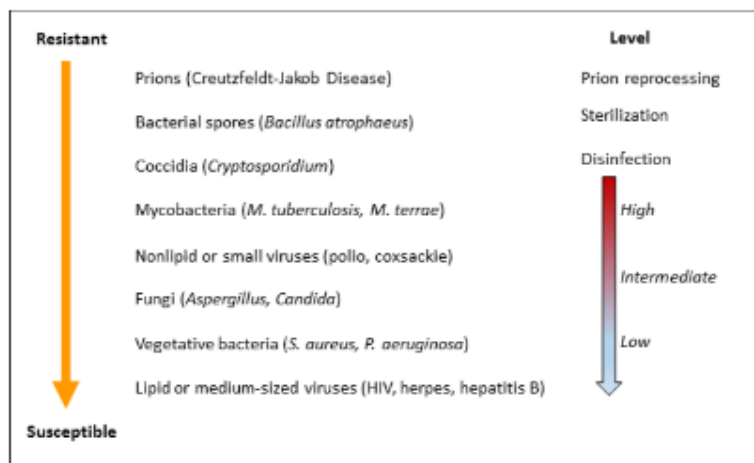 Resistant Level
Prions (Creutzfeldt-Jakob Disease) Prion reprocessing
Bacterial spores (Bacillus atrophaeus) Sterilization
Coccidia (Cryptosporidium) Disinfection
Mycobacteria (M. tuberculosis, M. terrae) High
Nonlipid or small viruses (polio, coxsackie)
Intermediate
Fungi (Aspergillus, Candida)
Vegetative bacteria (S. aureus, P. aeruginosa) Low
Lipid or medium-sized viruses (HIV, herpes, hepatitis B)
Susceptible